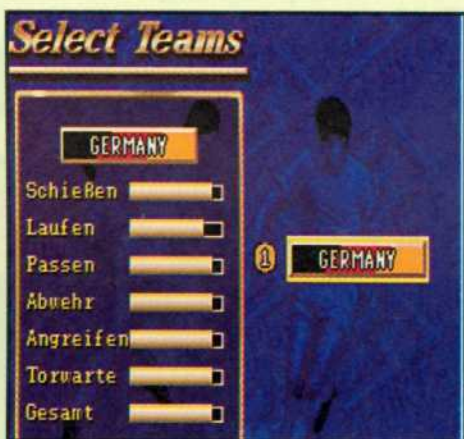 Select Teams
GERMANY
Schießen
Laufen
Passen
Abwehr
Angreifen
Torwarte
Gesamt
1 GERMANY